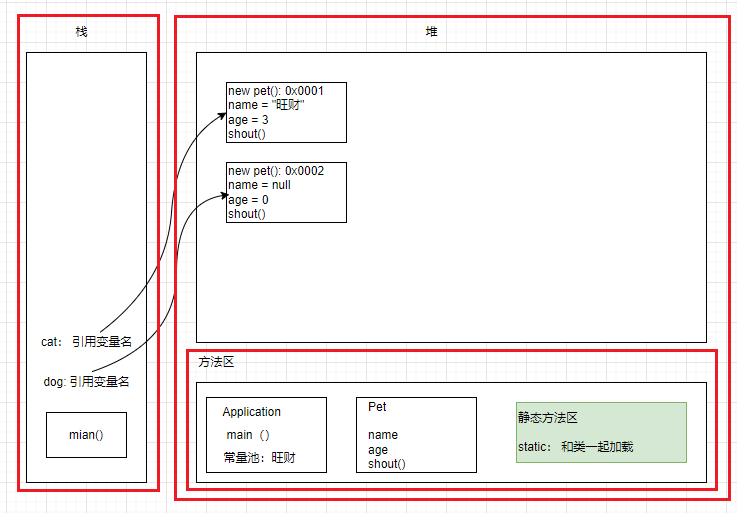 栈
堆
new pet(): 0x0001
name = "旺财"
age = 3
shout()
new pet(): 0x0002
name = null
age = 0
shout()
cat： 引用变量名
dog: 引用变量名
mian()
方法区
Application
main（）
常量池：旺财
Pet
name
age
shout()
静态方法区
static： 和类一起加载